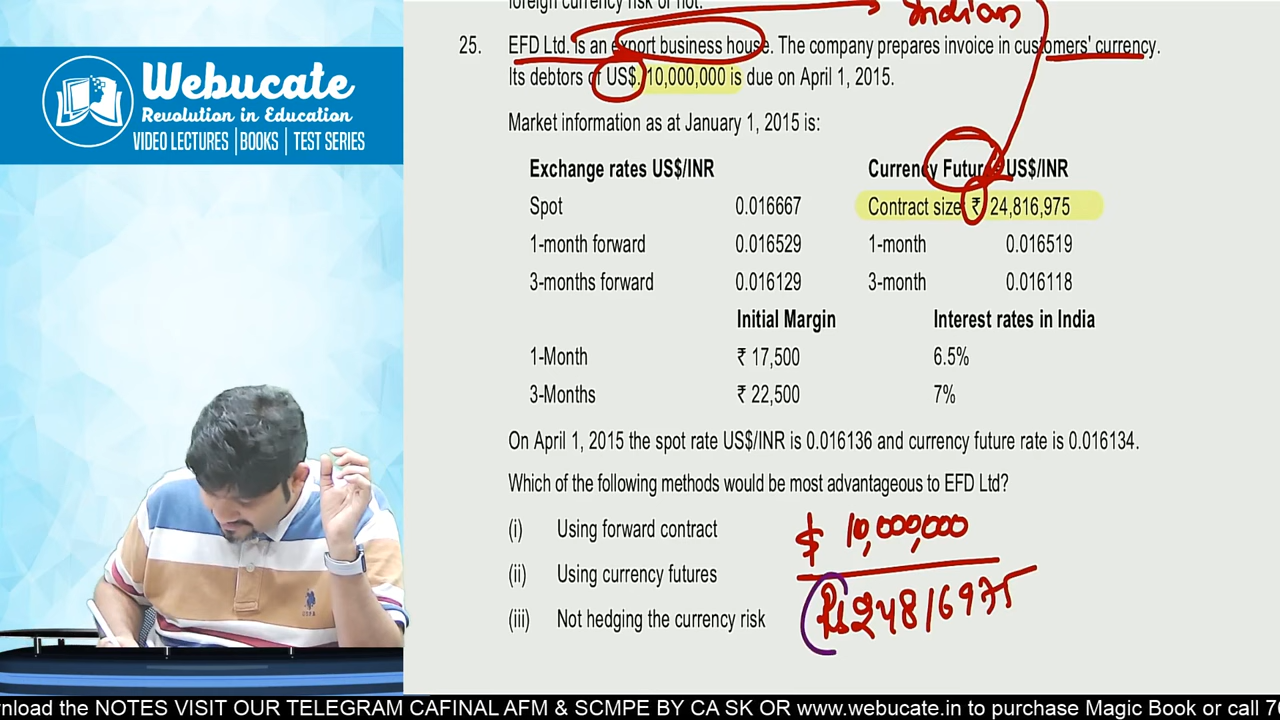 foreign currency risk or not.
Indian
25. EFD Ltd. is an export business house. The company prepares invoice in customers' currency.
Its debtors of US$. 10,000,000 is due on April 1, 2015.
Webucate
Revolution in Education
VIDEO LECTURES | BOOKS | TEST SERIES
Market information as at January 1, 2015 is:
Exchange rates US$/INR Currency Futures US$/INR
Spot 0.016667 Contract size: ₹ 24,816,975
1-month forward 0.016529 1-month 0.016519
3-months forward 0.016129 3-month 0.016118
Initial Margin Interest rates in India
1-Month ₹ 17,500 6.5%
3-Months ₹ 22,500 7%
On April 1, 2015 the spot rate US$/INR is 0.016136 and currency future rate is 0.016134.
Which of the following methods would be most advantageous to EFD Ltd?
(i) Using forward contract
(ii) Using currency futures
(iii) Not hedging the currency risk
$ 10,000,000
Rs 24816975
nload the NOTES VISIT OUR TELEGRAM CAFINAL AFM & SCMPE BY CA SK OR www.webucate.in to purchase Magic Book or call 7